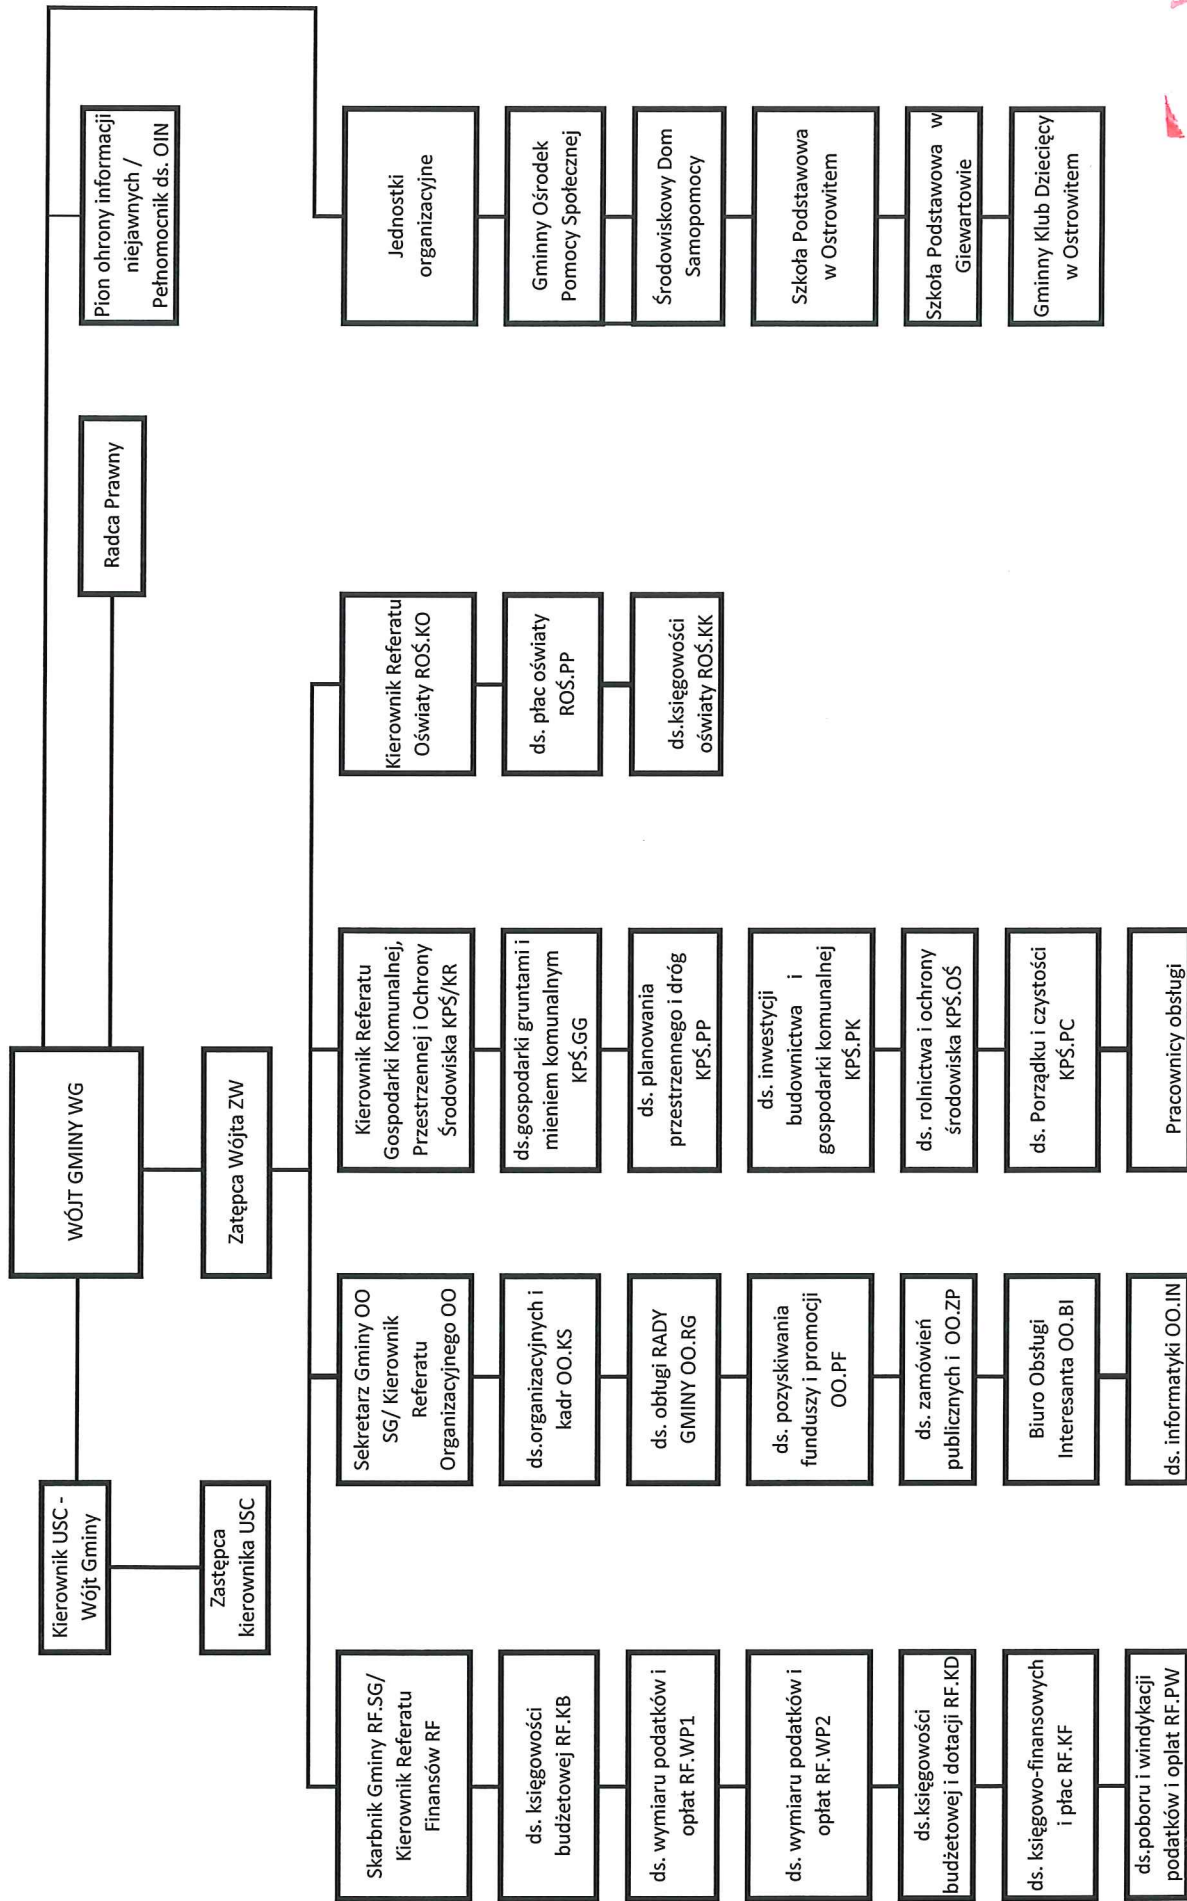 WÓJT GMINY WG
Kierownik USC -
Wójt Gminy
Zastępca
kierownika USC
Zatępca Wójta ZW
Radca Prawny
Pion ohrony informacji
niejawnych /
Pełnomocnik ds. OIN
Skarbnik Gminy RF.SG/
Kierownik Referatu
Finansów RF
ds. księgowości
budżetowej RF.KB
ds. wymiaru podatków i
opłat RF.WP1
ds. wymiaru podatków i
opłat RF.WP2
ds.księgowości
budżetowej i dotacji RF.KD
ds. księgowo-finansowych
i płac RF.KF
ds.poboru i windykacji
podatków i oplat RF.PW
Sekretarz Gminy OO
SG/ Kierownik
Referatu
Organizacyjnego OO
ds.organizacyjnych i
kadr OO.KS
ds. obługi RADY
GMINY OO.RG
ds. pozyskiwania
funduszy i promocji
OO.PF
ds. zamówień
publicznych i OO.ZP
Biuro Obsługi
Interesanta OO.BI
ds. informatyki OO.IN
Kierownik Referatu
Gospodarki Komunalnej,
Przestrzennej i Ochrony
Środowiska KPŚ/KR
ds.gospodarki gruntami i
mieniem komunalnym
KPŚ.GG
ds. planowania
przestrzennego i dróg
KPŚ.PP
ds. inwestycji
budownictwa i
gospodarki komunalnej
KPŚ.PK
ds. rolnictwa i ochrony
środowiska KPŚ.OŚ
ds. Porządku i czystości
KPŚ.PC
Pracownicy obsługi
Kierownik Referatu
Oświaty ROŚ.KO
ds. płac oświaty
ROŚ.PP
ds.księgowości
oświaty ROŚ.KK
Jednostki
organizacyjne
Gminny Ośrodek
Pomocy Społecznej
Środowiskowy Dom
Samopomocy
Szkoła Podstawowa
w Ostrowitem
Szkoła Podstawowa w
Giewartowie
Gminny Klub Dziecięcy
w Ostrowitem